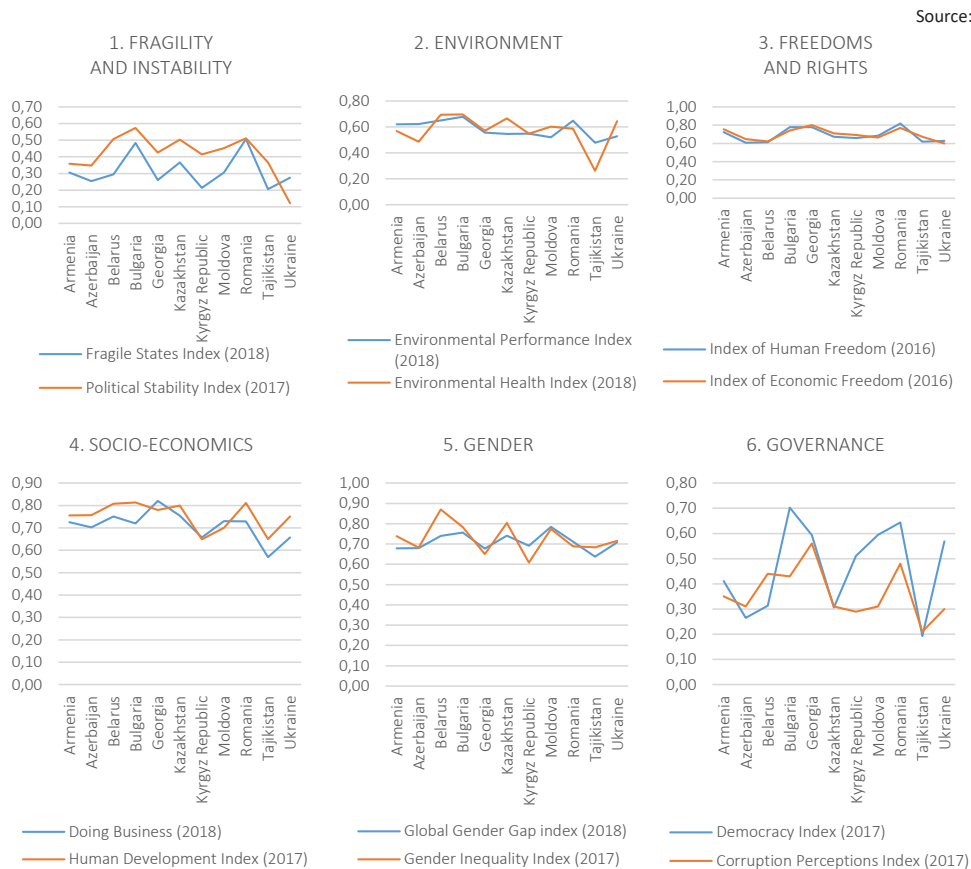 Source:
1. FRAGILITY
AND INSTABILITY
0,70
0,60
0,50
0,40
0,30
0,20
0,10
0,00
Armenia
Azerbaijan
Belarus
Bulgaria
Georgia
Kazakhstan
Kyrgyz Republic
Moldova
Romania
Tajikistan
Ukraine
Fragile States Index (2018)
Political Stability Index (2017)
2. ENVIRONMENT
0,80
0,60
0,40
0,20
0,00
Armenia
Azerbaijan
Belarus
Bulgaria
Georgia
Kazakhstan
Kyrgyz Republic
Moldova
Romania
Tajikistan
Ukraine
Environmental Performance Index
(2018)
Environmental Health Index (2018)
3. FREEDOMS
AND RIGHTS
1,00
0,80
0,60
0,40
0,20
0,00
Armenia
Azerbaijan
Belarus
Bulgaria
Georgia
Kazakhstan
Kyrgyz Republic
Moldova
Romania
Tajikistan
Ukraine
Index of Human Freedom (2016)
Index of Economic Freedom (2016)
4. SOCIO-ECONOMICS
0,90
0,80
0,70
0,60
0,50
0,40
0,30
0,20
0,10
0,00
Armenia
Azerbaijan
Belarus
Bulgaria
Georgia
Kazakhstan
Kyrgyz Republic
Moldova
Romania
Tajikistan
Ukraine
Doing Business (2018)
Human Development Index (2017)
5. GENDER
1,00
0,90
0,80
0,70
0,60
0,50
0,40
0,30
0,20
0,10
0,00
Armenia
Azerbaijan
Belarus
Bulgaria
Georgia
Kazakhstan
Kyrgyz Republic
Moldova
Romania
Tajikistan
Ukraine
Global Gender Gap index (2018)
Gender Inequality Index (2017)
6. GOVERNANCE
0,80
0,70
0,60
0,50
0,40
0,30
0,20
0,10
0,00
Armenia
Azerbaijan
Belarus
Bulgaria
Georgia
Kazakhstan
Kyrgyz Republic
Moldova
Romania
Tajikistan
Ukraine
Democracy Index (2017)
Corruption Perceptions Index (2017)